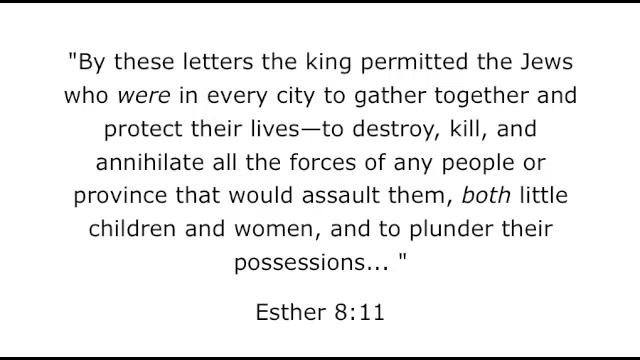 "By these letters the king permitted the Jews
who were in every city to gather together and
protect their lives—to destroy, kill, and
annihilate all the forces of any people or
province that would assault them, both little
children and women, and to plunder their
possessions... "
Esther 8:11